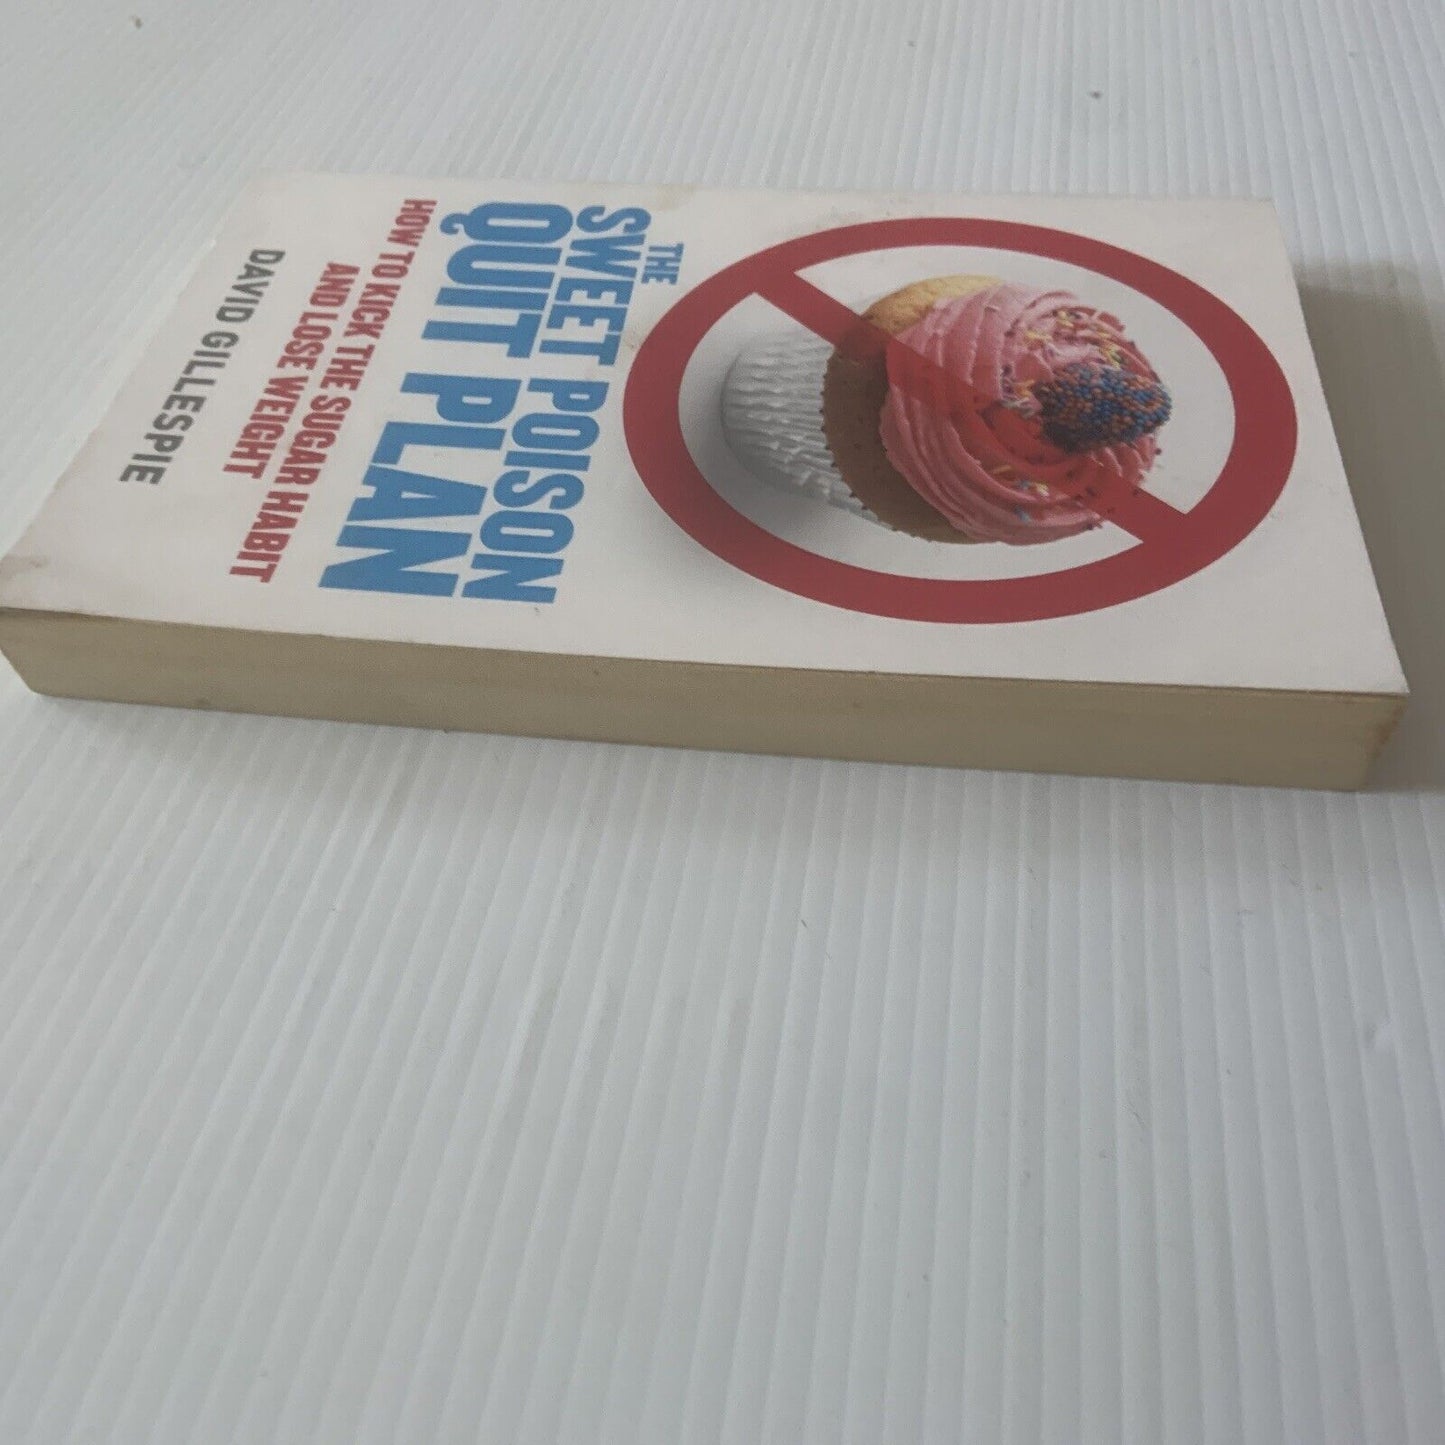 THE
SWEET POISON
QUIT PLAN
HOW TO KICK THE SUGAR HABIT
AND LOSE WEIGHT
DAVID GILLESPIE